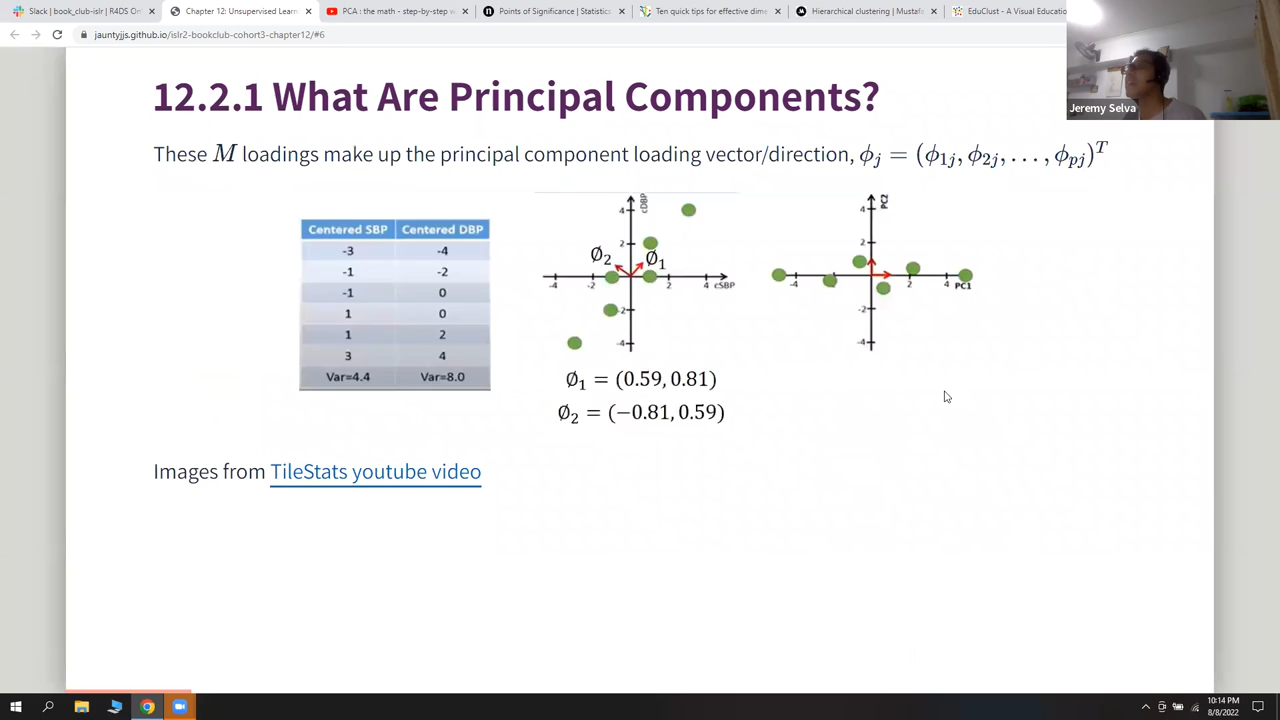 Slack | book_club-islr | R4DS O
Chapter 12: Unsupervised Learn
PCA : the math - step-by-step w
Points of Significance | Statistics
Ten quick tips for effective dime
Hierarchical clustering | Mustafa
EduClust - A Visual Educatio
jauntyjjs.github.io/islr2-bookclub-cohort3-chapter12/#6
Jeremy Selva
12.2.1 What Are Principal Components?
These M loadings make up the principal component loading vector/direction, ϕj = (ϕ1j, ϕ2j, . . . , ϕpj)^T
Centered SBP Centered DBP
-3 -4
-1 -2
-1 0
1 0
1 2
3 4
Var=4.4 Var=8.0
cDBP
4
2
-2
-4
-4 -2 2 4 cSBP
∅2 ∅1
PC2
4
2
-2
-4
-4 2 4 PC1
∅1 = (0.59, 0.81)
∅2 = (−0.81, 0.59)
Images from TileStats youtube video
10:14 PM
8/8/2022